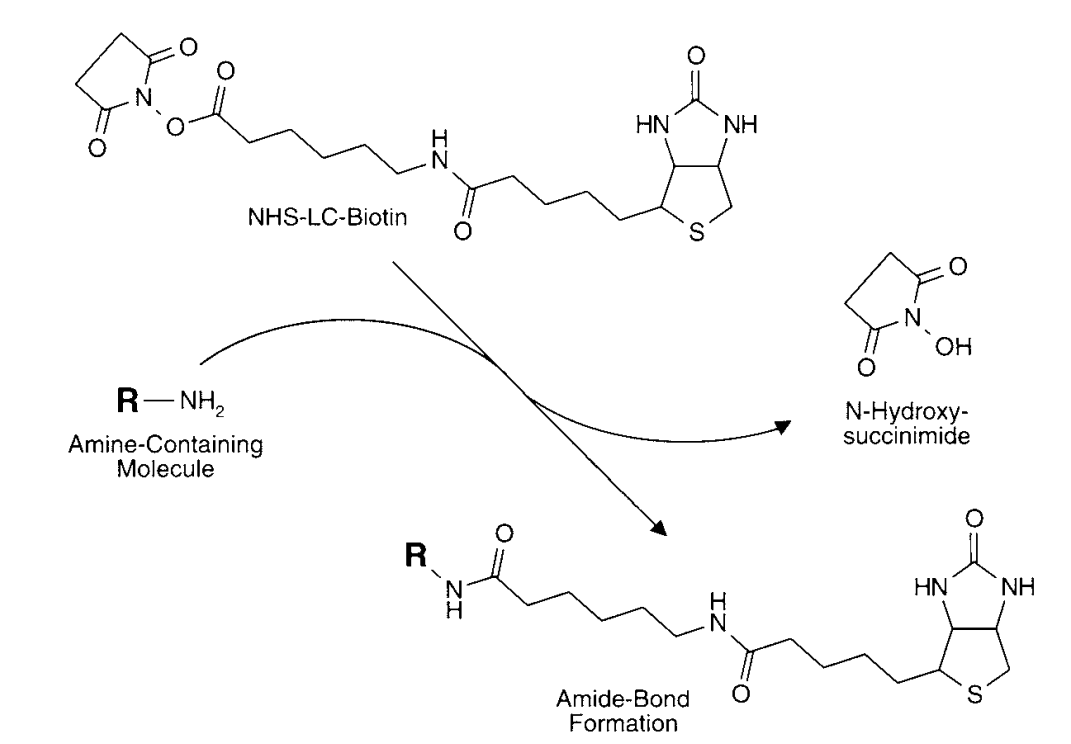 O
O
N
O
O
O
H
N
O
O
HN
NH
S
NHS-LC-Biotin
R—NH₂
Amine-Containing
Molecule
O
N
OH
O
N-Hydroxy-
succinimide
R
N
H
O
H
N
O
O
HN
NH
S
Amide-Bond
Formation